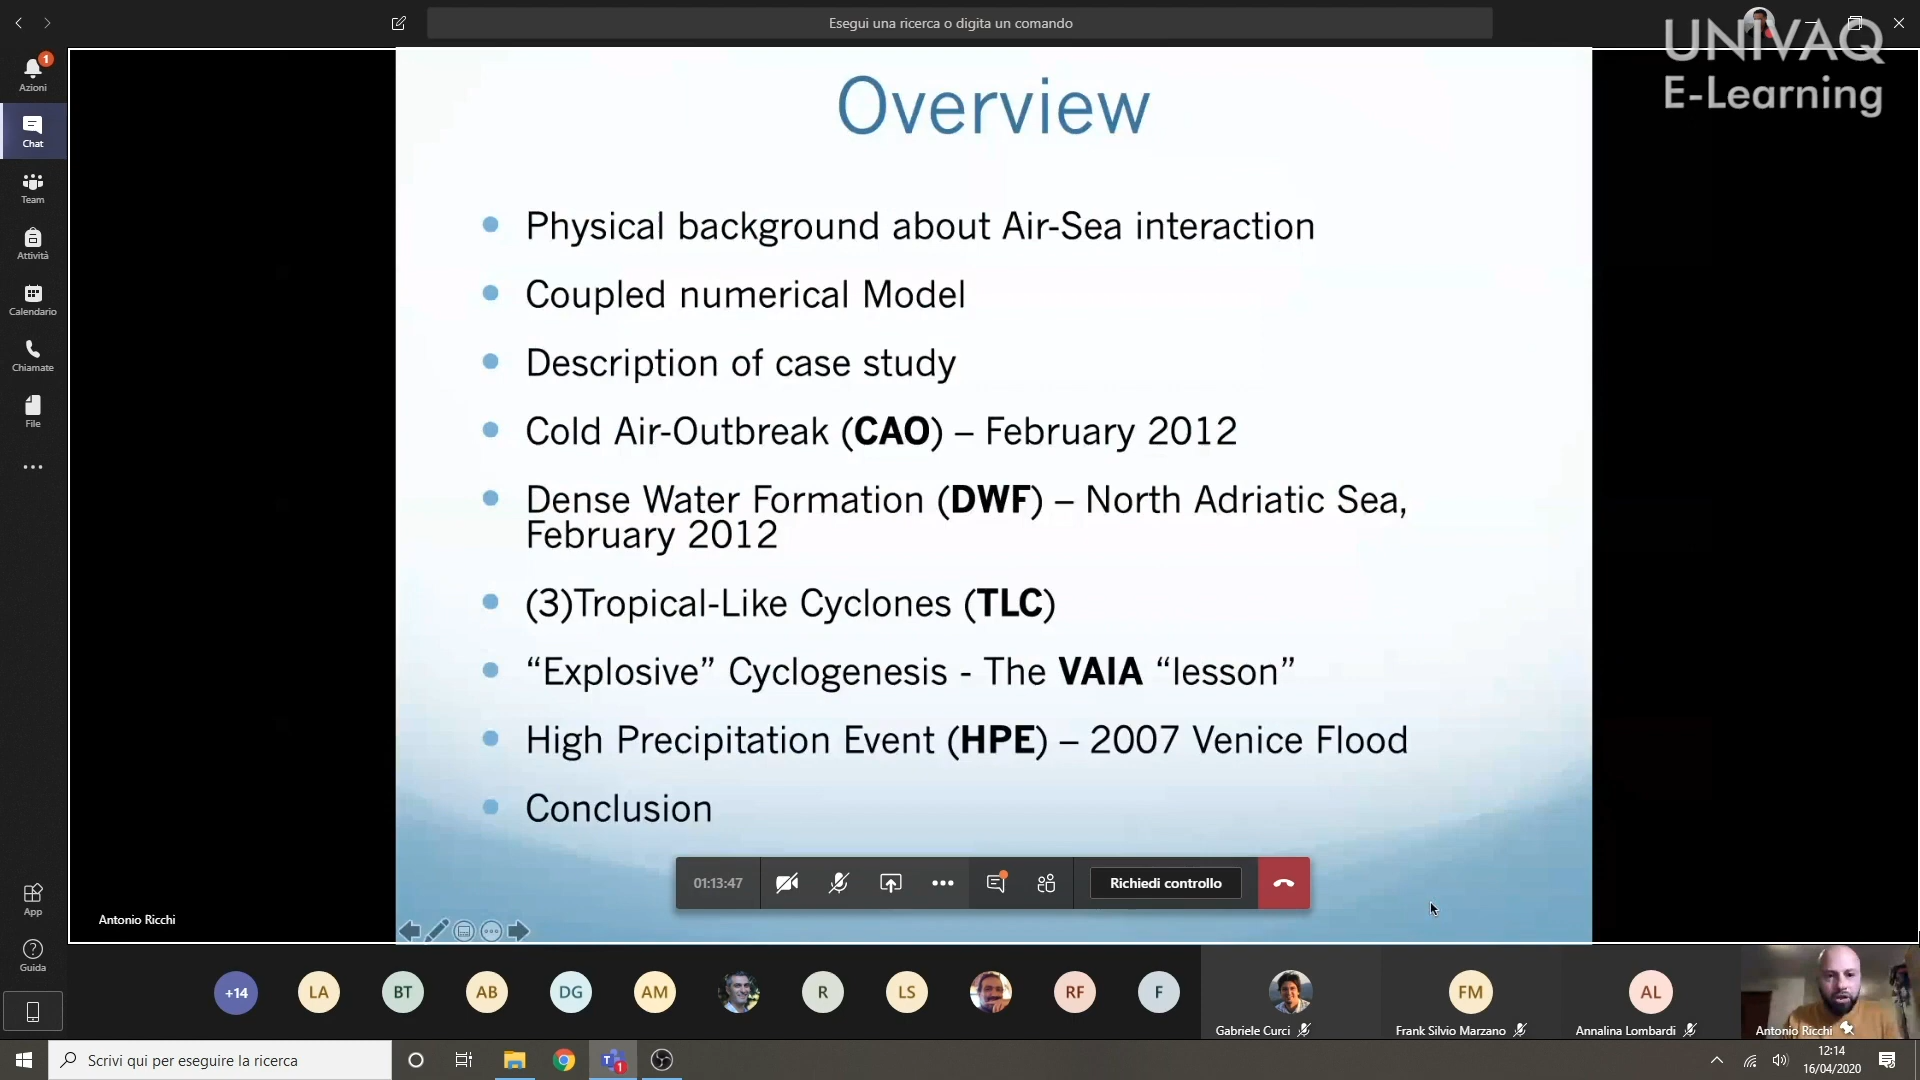 Esegui una ricerca o digita un comando
UNIVAQ
E-Learning
1
Azioni
Chat
Team
Attività
Calendario
Chiamate
File
App
Guida
Overview
Physical background about Air-Sea interaction
Coupled numerical Model
Description of case study
Cold Air-Outbreak (CAO) – February 2012
Dense Water Formation (DWF) – North Adriatic Sea,
February 2012
(3)Tropical-Like Cyclones (TLC)
“Explosive” Cyclogenesis - The VAIA “lesson”
High Precipitation Event (HPE) – 2007 Venice Flood
Conclusion
01:13:47
Richiedi controllo
Antonio Ricchi
+14
LA
BT
AB
DG
AM
R
LS
RF
F
Gabriele Curci
FM
Frank Silvio Marzano
AL
Annalina Lombardi
Antonio Ricchi
Scrivi qui per eseguire la ricerca
1
12:14
16/04/2020